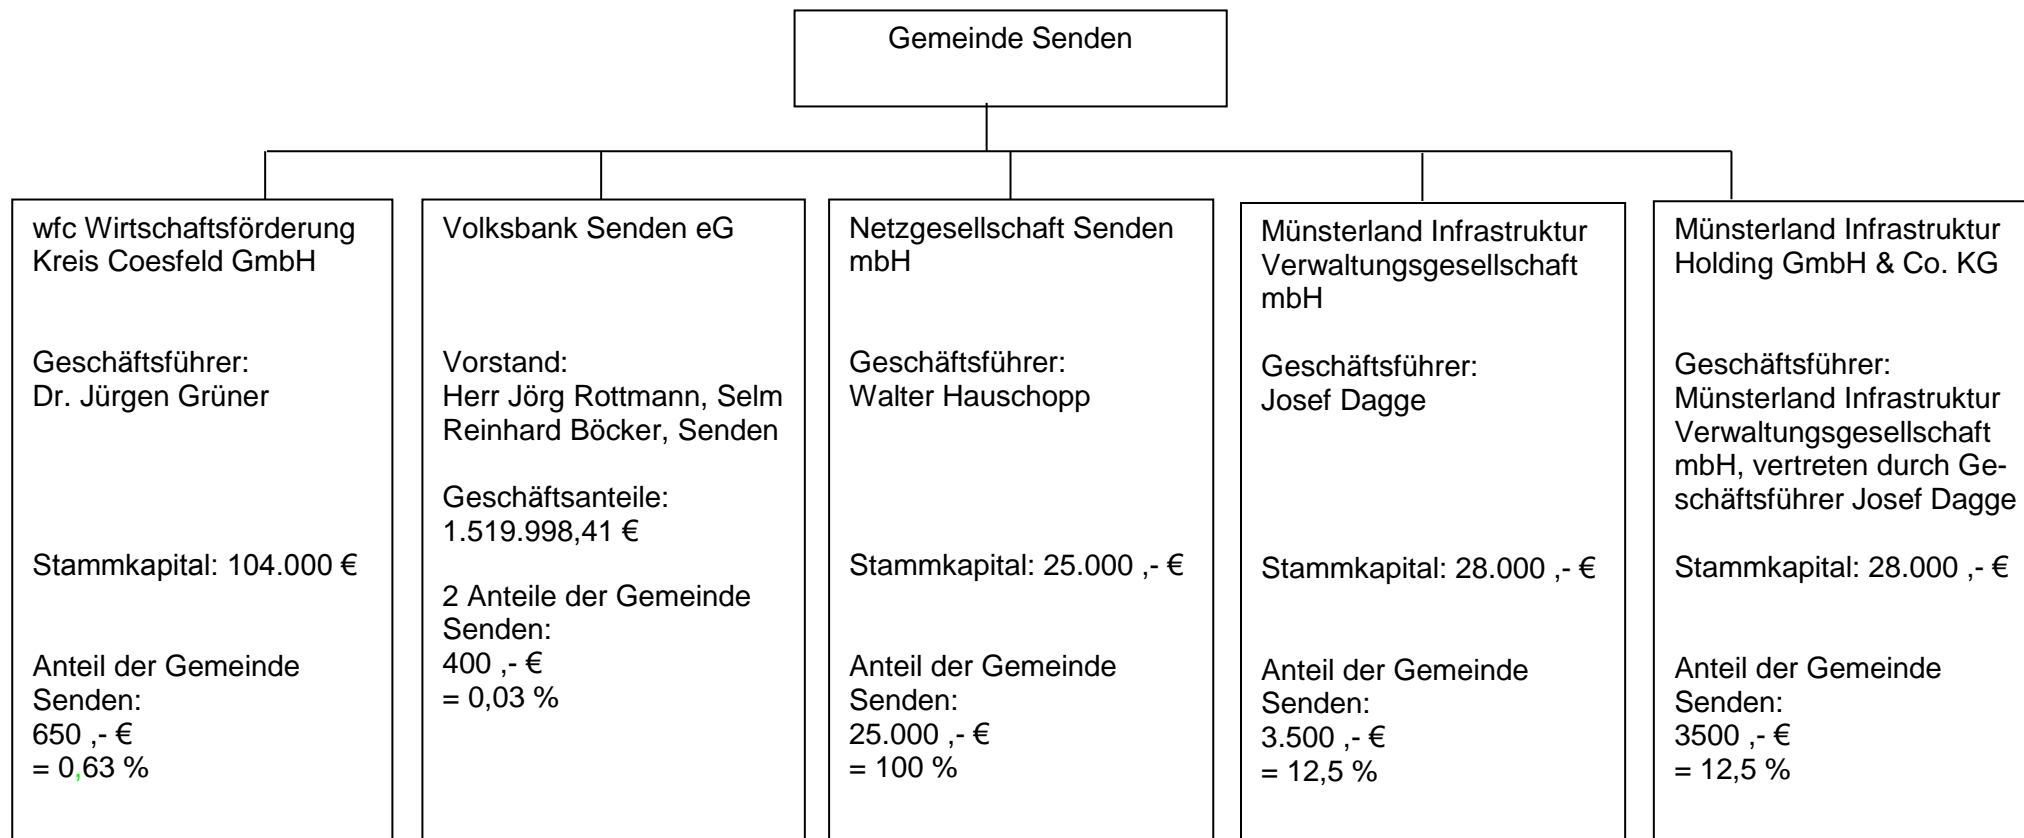 Gemeinde Senden
wfc Wirtschaftsförderung
Kreis Coesfeld GmbH
Geschäftsführer:
Dr. Jürgen Grüner
Stammkapital: 104.000 €
Anteil der Gemeinde
Senden:
650 ,- €
= 0,63 %
Volksbank Senden eG
Vorstand:
Herr Jörg Rottmann, Selm
Reinhard Böcker, Senden
Geschäftsanteile:
1.519.998,41 €
2 Anteile der Gemeinde
Senden:
400 ,- €
= 0,03 %
Netzgesellschaft Senden
mbH
Geschäftsführer:
Walter Hauschopp
Stammkapital: 25.000 ,- €
Anteil der Gemeinde
Senden:
25.000 ,- €
= 100 %
Münsterland Infrastruktur
Verwaltungsgesellschaft
mbH
Geschäftsführer:
Josef Dagge
Stammkapital: 28.000 ,- €
Anteil der Gemeinde
Senden:
3.500 ,- €
= 12,5 %
Münsterland Infrastruktur
Holding GmbH & Co. KG
Geschäftsführer:
Münsterland Infrastruktur
Verwaltungsgesellschaft
mbH, vertreten durch Ge-
schäftsführer Josef Dagge
Stammkapital: 28.000 ,- €
Anteil der Gemeinde
Senden:
3500 ,- €
= 12,5 %